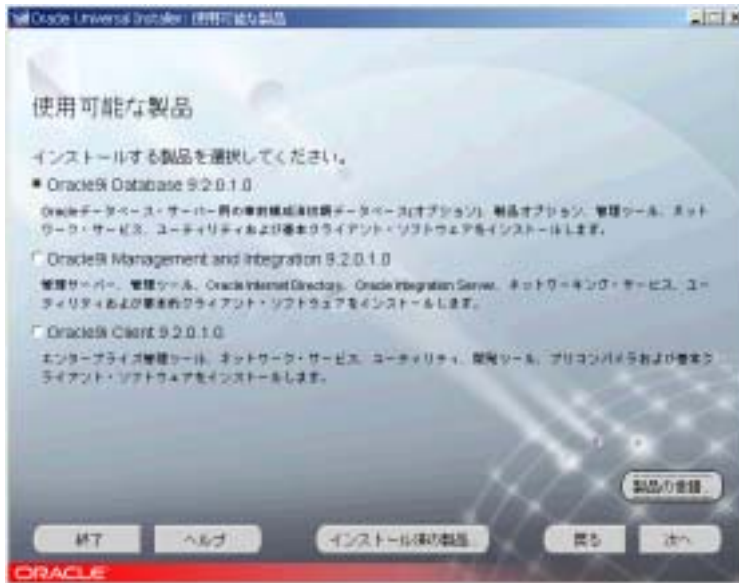 Oracle Universal Installer: 使用可能な製品
使用可能な製品
インストールする製品を選択してください。
Oracle9i Database 9.2.0.1.0
Oracleデータベース・サーバー用の事前構成済初期データベース(オプション)、製品オプション、管理ツール、ネット
ワーク・サービス、ユーティリティおよび基本クライアント・ソフトウェアをインストールします。
Oracle9i Management and Integration 9.2.0.1.0
管理サーバー、管理ツール、Oracle Internet Directory、Oracle Integration Server、ネットワーキング・サービス、ユー
ティリティおよび基本的クライアント・ソフトウェアをインストールします。
Oracle9i Client 9.2.0.1.0
エンタープライズ管理ツール、ネットワーク・サービス、ユーティリティ、開発ツール、プリコンパイラおよび基本ク
ライアント・ソフトウェアをインストールします。
製品の言語...
終了
ヘルプ
インストール済の製品
戻る
次へ
ORACLE